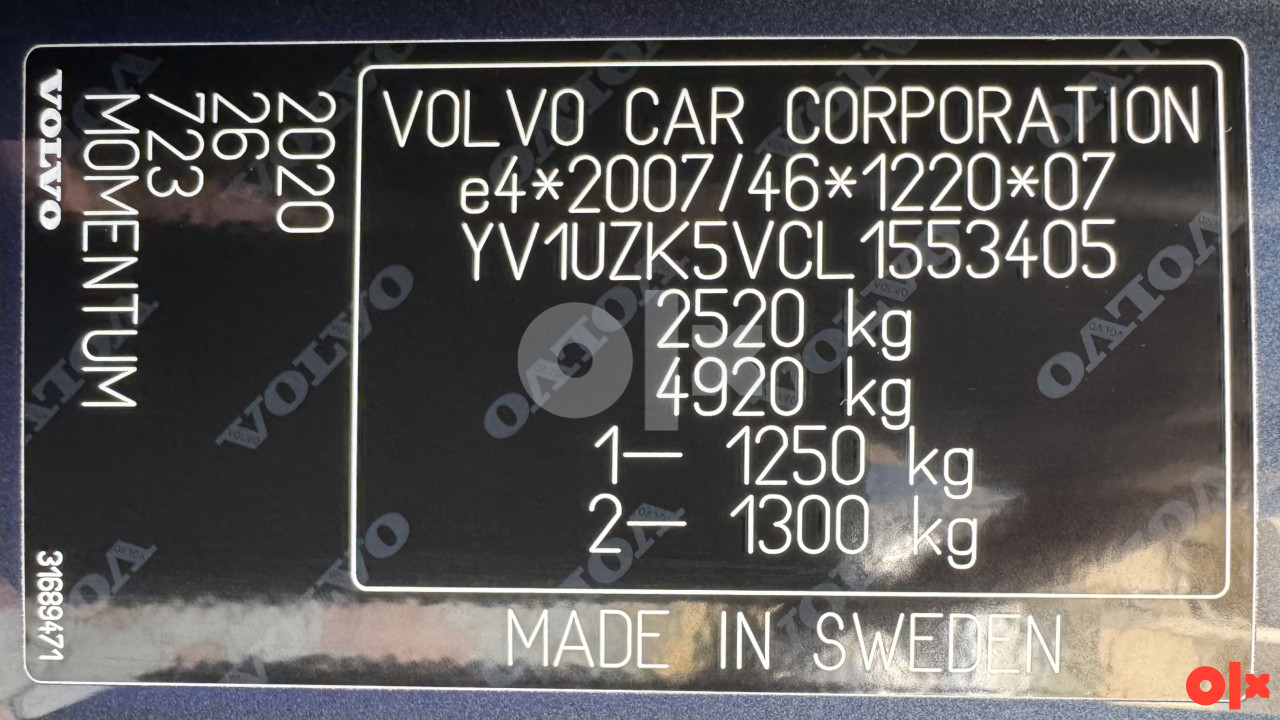 VOLVO CAR CORPORATION
e4*2007/46*1220*07
YV1UZK5VCL1553405
2520 kg
4920 kg
1— 1250 kg
2— 1300 kg
MADE IN SWEDEN
2020
26
723
MOMENTUM
VOLVO
31689471
olx
olx